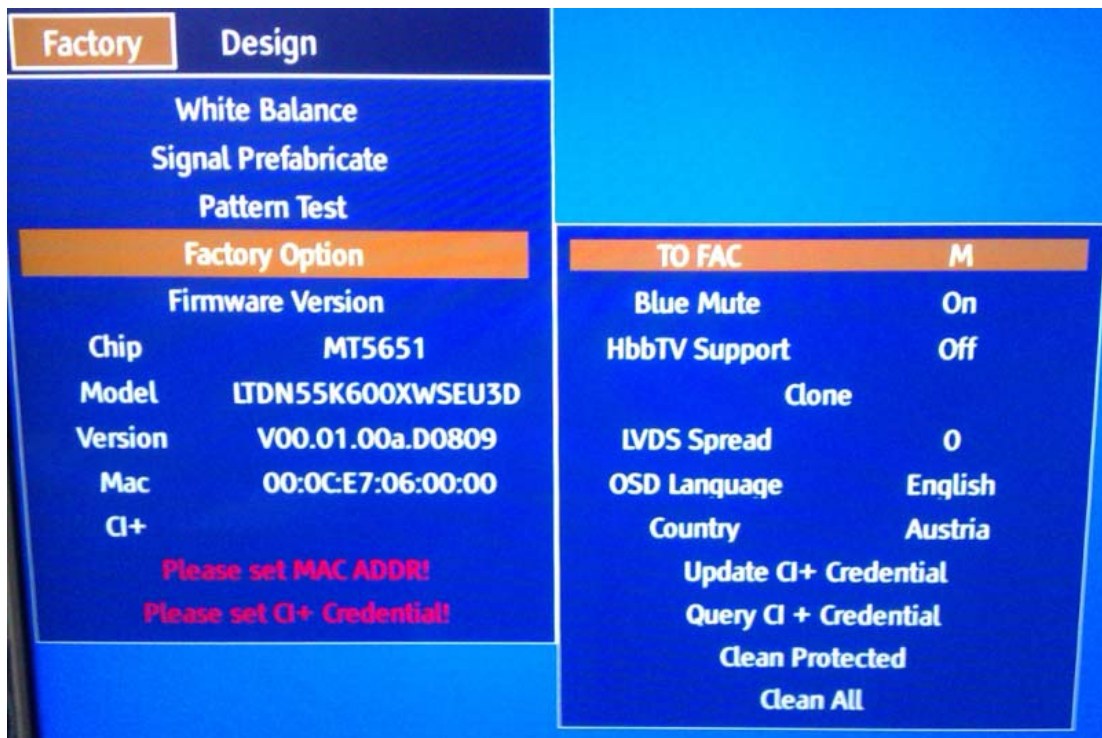 Factory Design
White Balance
Signal Prefabricate
Pattern Test
Factory Option
Firmware Version
Chip MT5651
Model LTDN55K600XWSEU3D
Version V00.01.00a.D0809
Mac 00:0C:E7:06:00:00
CI+
Please set MAC ADDR!
Please set CI+ Credential!
TO FAC M
Blue Mute On
HbbTV Support Off
Clone
LVDS Spread 0
OSD Language English
Country Austria
Update CI+ Credential
Query CI + Credential
Clean Protected
Clean All